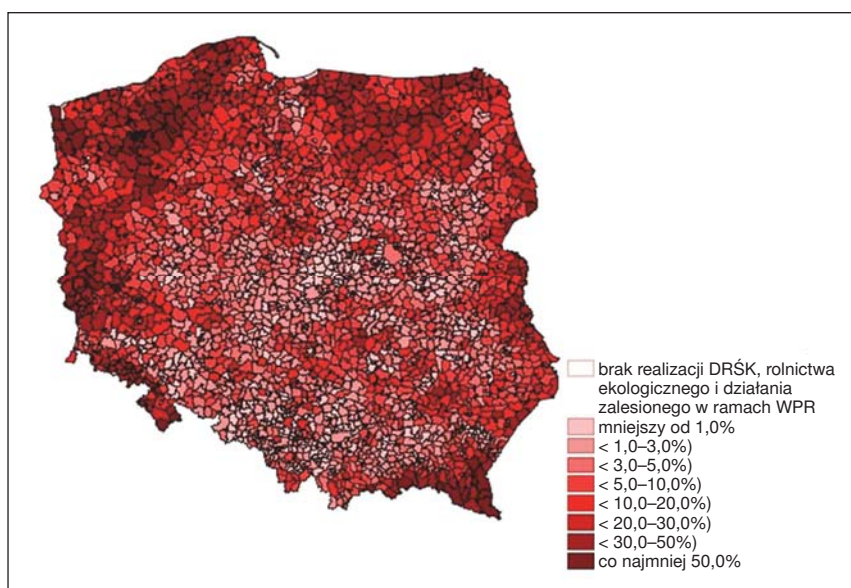 brak realizacji DRŚK, rolnictwa
ekologicznego i działania
zalesionego w ramach WPR
mniejszy od 1,0%
< 1,0–3,0%)
< 3,0–5,0%)
< 5,0–10,0%)
< 10,0–20,0%)
< 20,0–30,0%)
< 30,0–50%)
co najmniej 50,0%